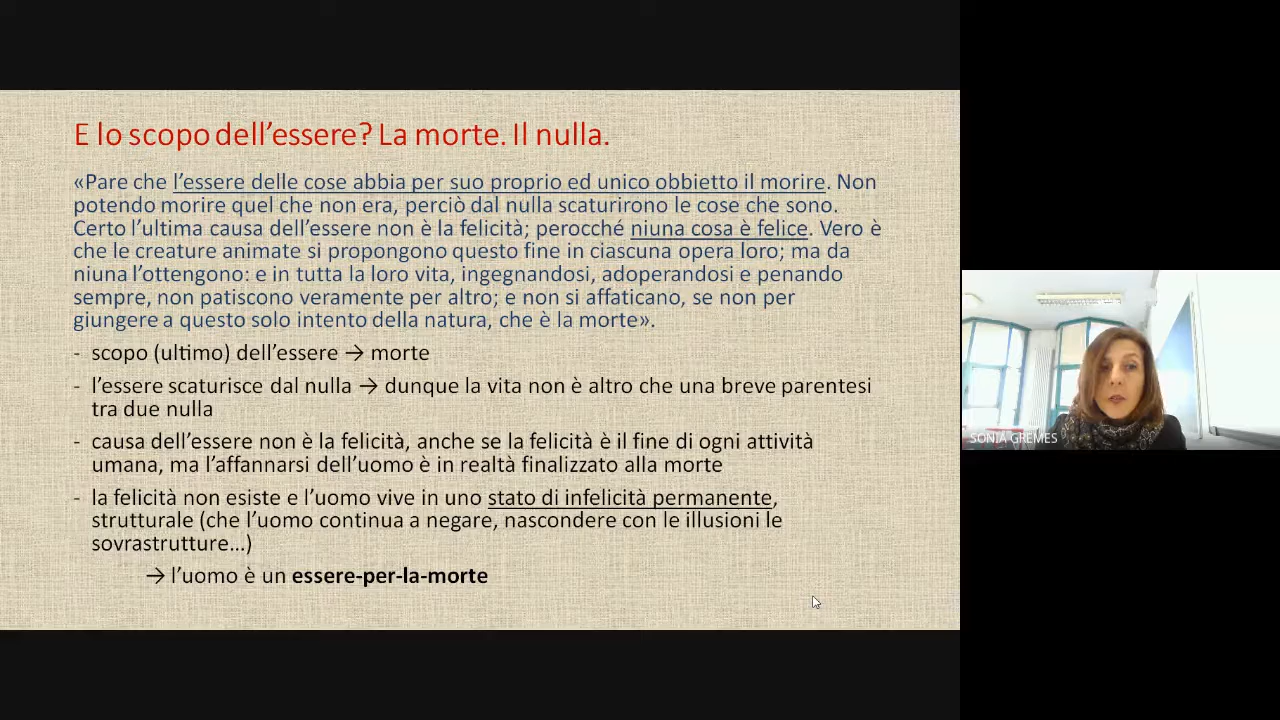 E lo scopo dell’essere? La morte. Il nulla.
«Pare che l’essere delle cose abbia per suo proprio ed unico obbietto il morire. Non
potendo morire quel che non era, perciò dal nulla scaturirono le cose che sono.
Certo l’ultima causa dell’essere non è la felicità; perocché niuna cosa è felice. Vero è
che le creature animate si propongono questo fine in ciascuna opera loro; ma da
niuna l’ottengono: e in tutta la loro vita, ingegnandosi, adoperandosi e penando
sempre, non patiscono veramente per altro; e non si affaticano, se non per
giungere a questo solo intento della natura, che è la morte».
- scopo (ultimo) dell’essere → morte
- l’essere scaturisce dal nulla → dunque la vita non è altro che una breve parentesi
tra due nulla
- causa dell’essere non è la felicità, anche se la felicità è il fine di ogni attività
umana, ma l’affannarsi dell’uomo è in realtà finalizzato alla morte
- la felicità non esiste e l’uomo vive in uno stato di infelicità permanente,
strutturale (che l’uomo continua a negare, nascondere con le illusioni le
sovrastrutture...)
→ l’uomo è un essere-per-la-morte
SONIA GREMES